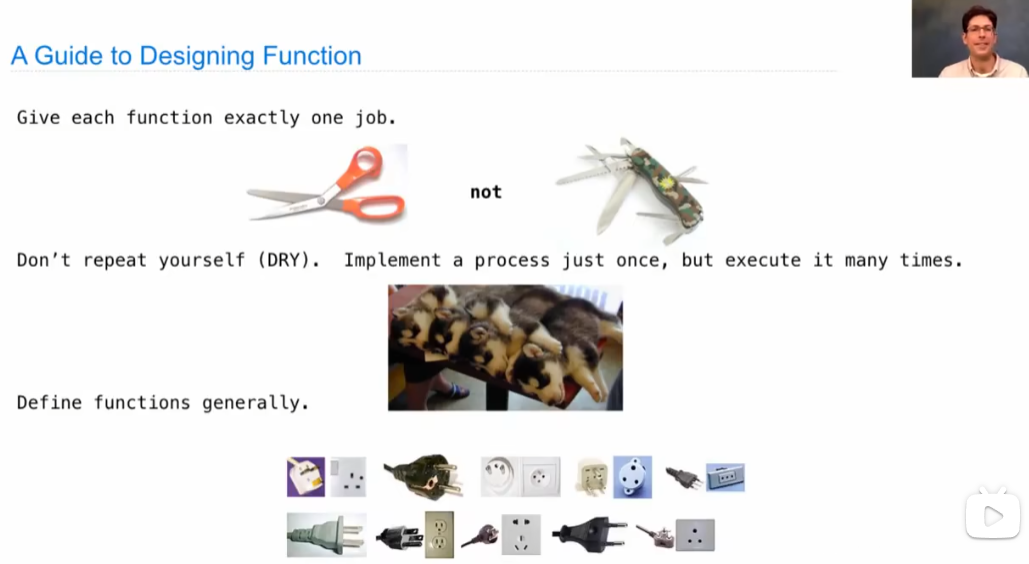 A Guide to Designing Function
Give each function exactly one job.
not
Don't repeat yourself (DRY).  Implement a process just once, but execute it many times.
Define functions generally.